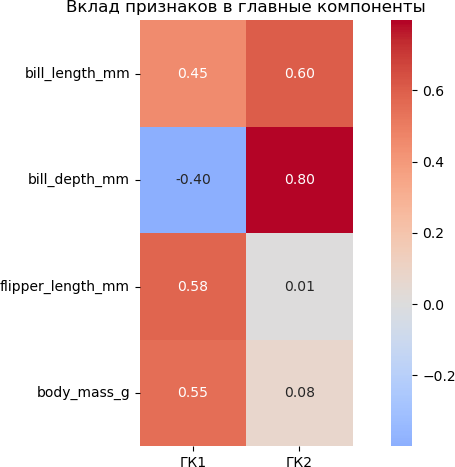 Вклад признаков в главные компоненты
bill_length_mm
0.45
0.60
bill_depth_mm
-0.40
0.80
flipper_length_mm
0.58
0.01
body_mass_g
0.55
0.08
ГК1
ГК2
0.6
0.4
0.2
0.0
−0.2